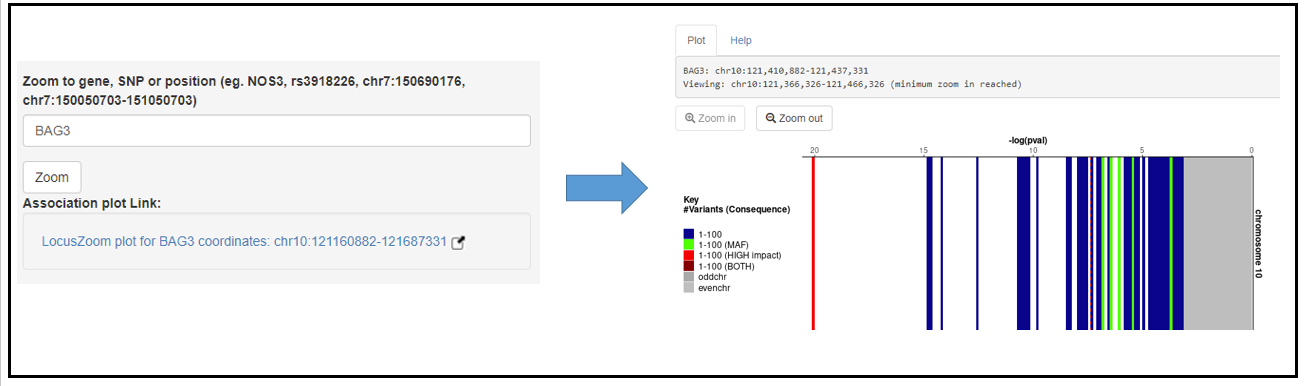 Zoom to gene, SNP or position (eg. NOS3, rs3918226, chr7:150690176,
chr7:150050703-151050703)
BAG3
Zoom
Association plot Link:
LocusZoom plot for BAG3 coordinates: chr10:121160882-121687331
Plot
Help
BAG3: chr10:121,410,882-121,437,331
Viewing: chr10:121,366,326-121,466,326 (minimum zoom in reached)
Zoom in
Zoom out
-log(pval)
20
15
10
5
0
Key
#Variants (Consequence)
1-100
1-100 (MAF)
1-100 (HIGH impact)
1-100 (BOTH)
oddchr
evenchr
chromosome 10